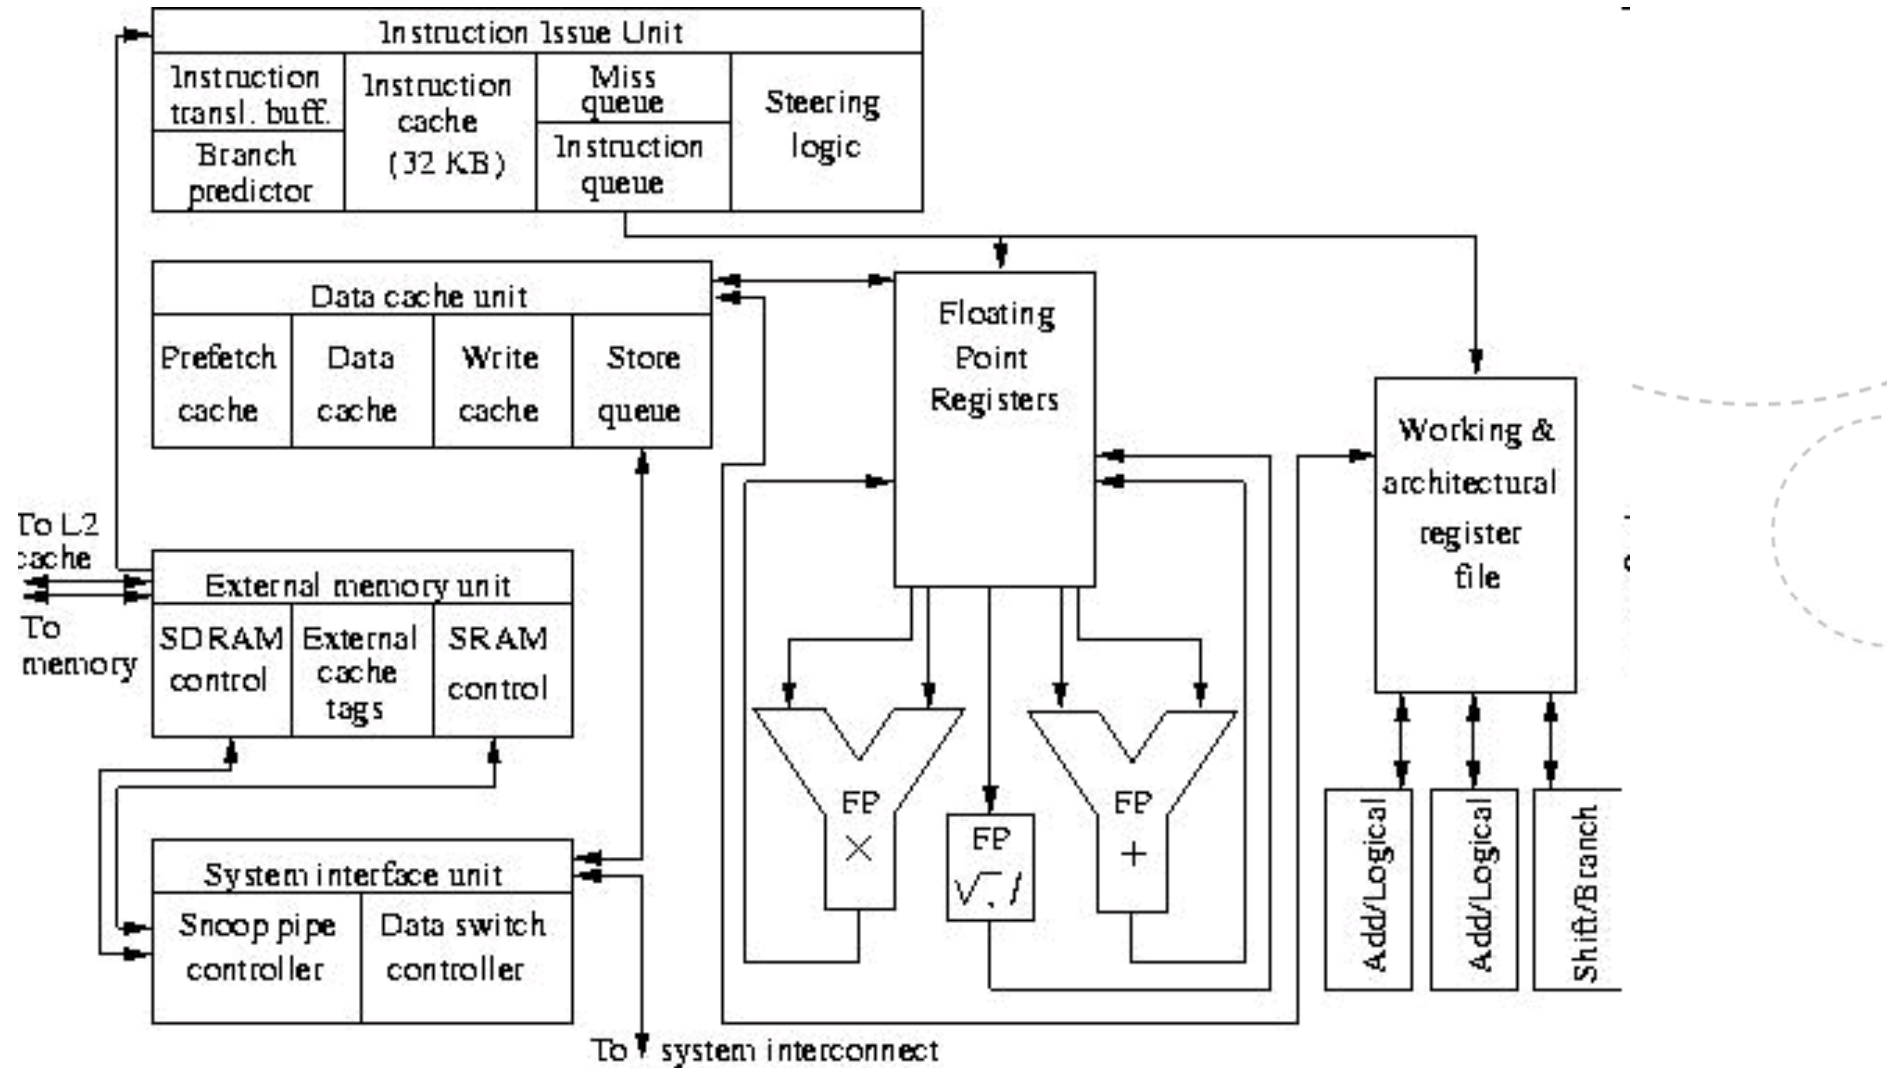 Instruction Issue Unit
Instruction
transl. buff.
Branch
predictor
Instruction
cache
(32 KB)
Miss
queue
Instruction
queue
Steering
logic
Data cache unit
Prefetch
cache
Data
cache
Write
cache
Store
queue
Floating
Point
Registers
Working &
architectural
register
file
To L2
cache
To
memory
External memory unit
SDRAM
control
External
cache
tags
SRAM
control
System interface unit
Snoop pipe
controller
Data switch
controller
FP
×
FP
√, /
FP
+
Add/Logical
Add/Logical
Shift/Branch
To system interconnect